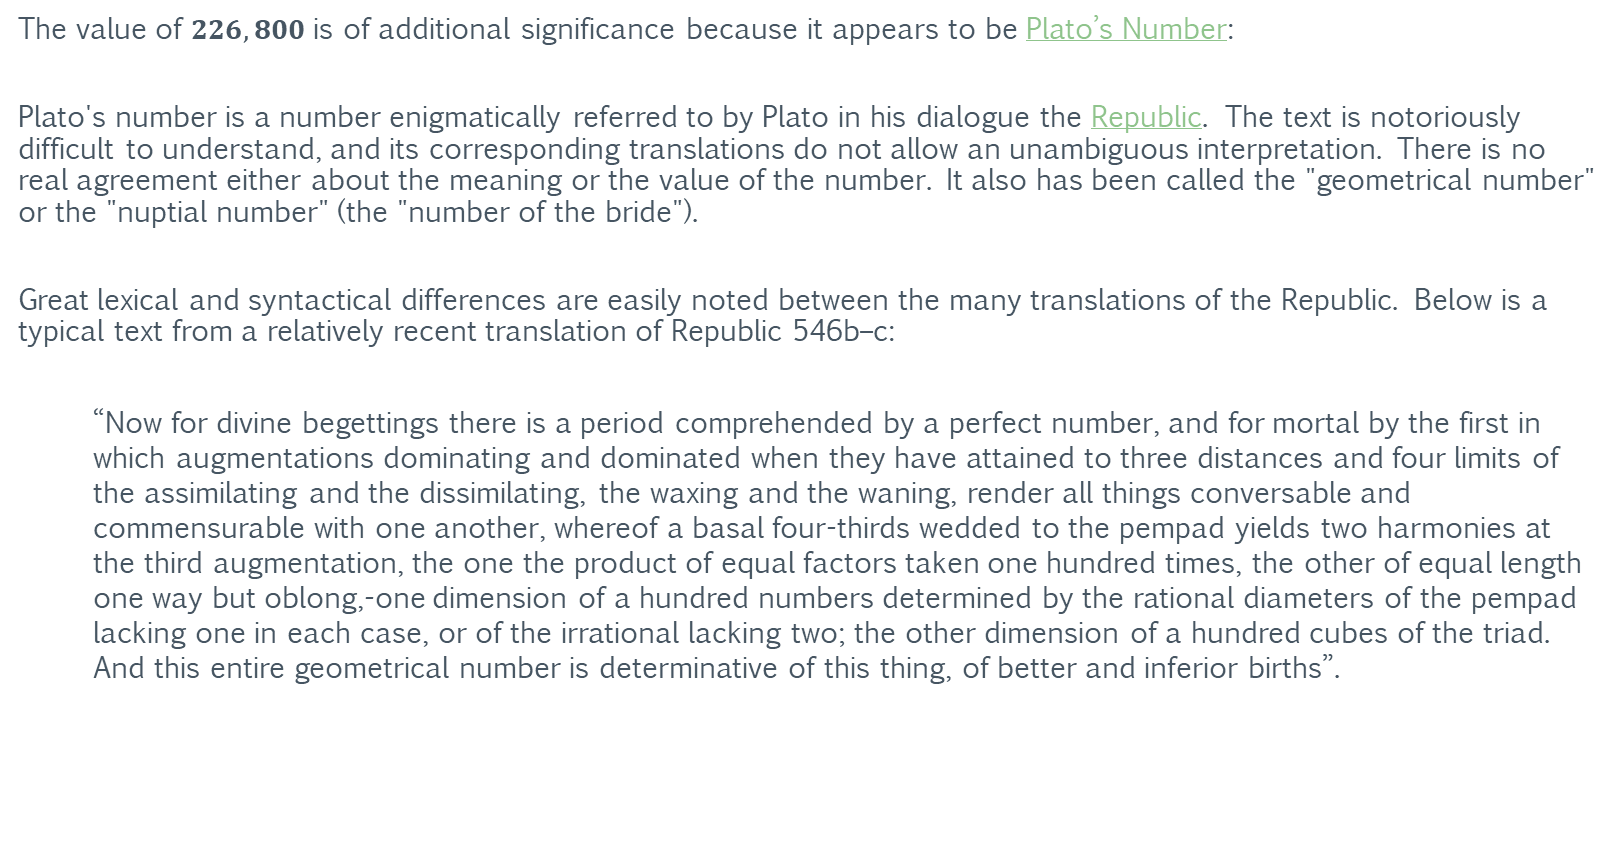 The value of 226,800 is of additional significance because it appears to be Plato’s Number:
Plato's number is a number enigmatically referred to by Plato in his dialogue the Republic. The text is notoriously
difficult to understand, and its corresponding translations do not allow an unambiguous interpretation. There is no
real agreement either about the meaning or the value of the number. It also has been called the "geometrical number"
or the "nuptial number" (the "number of the bride").
Great lexical and syntactical differences are easily noted between the many translations of the Republic. Below is a
typical text from a relatively recent translation of Republic 546b–c:
“Now for divine begettings there is a period comprehended by a perfect number, and for mortal by the first in
which augmentations dominating and dominated when they have attained to three distances and four limits of
the assimilating and the dissimilating, the waxing and the waning, render all things conversable and
commensurable with one another, whereof a basal four-thirds wedded to the pempad yields two harmonies at
the third augmentation, the one the product of equal factors taken one hundred times, the other of equal length
one way but oblong,-one dimension of a hundred numbers determined by the rational diameters of the pempad
lacking one in each case, or of the irrational lacking two; the other dimension of a hundred cubes of the triad.
And this entire geometrical number is determinative of this thing, of better and inferior births”.